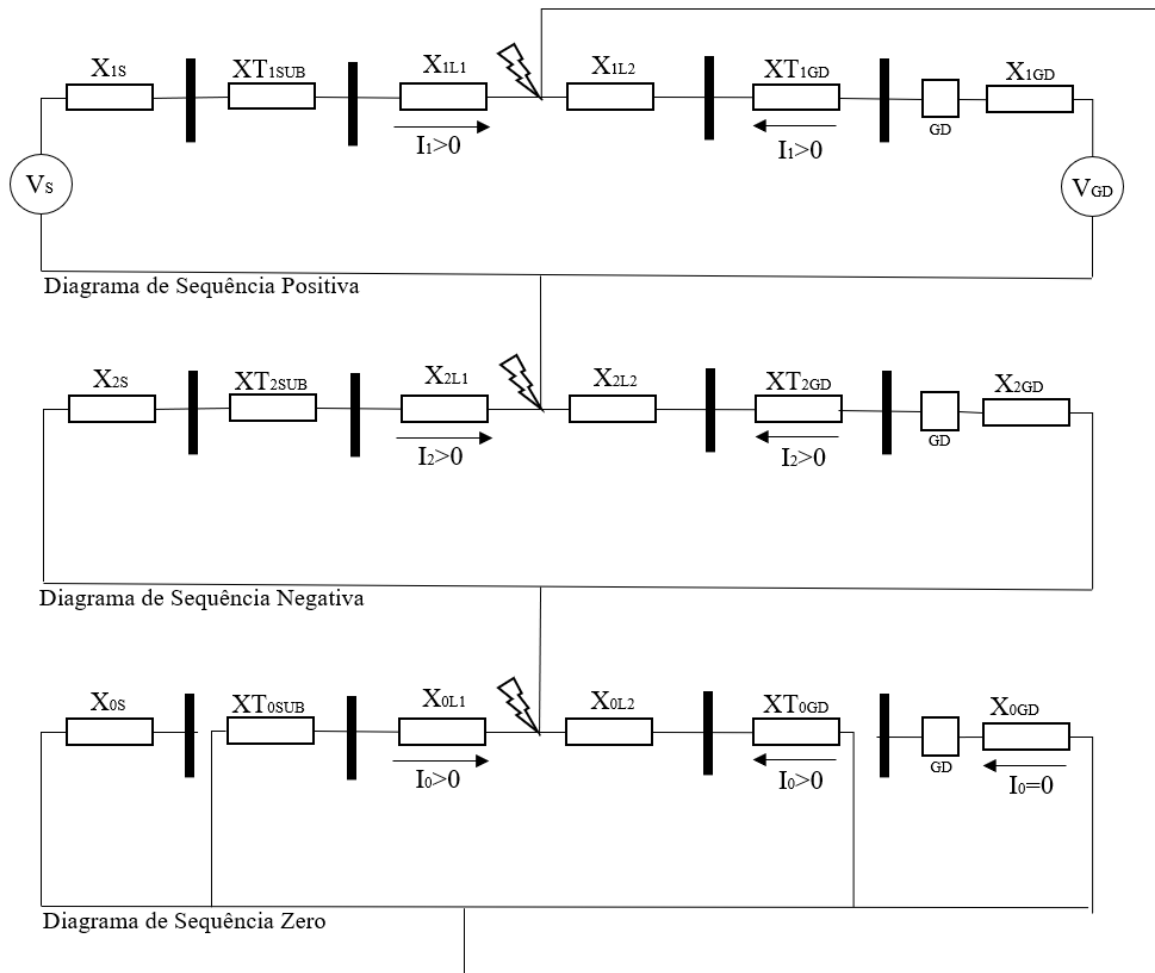 X1S XT1SUB X1L1 X1L2 XT1GD X1GD
I1>0 I1>0 GD
VS VGD
Diagrama de Sequência Positiva
X2S XT2SUB X2L1 X2L2 XT2GD X2GD
I2>0 I2>0 GD
Diagrama de Sequência Negativa
X0S XT0SUB X0L1 X0L2 XT0GD X0GD
I0>0 I0>0 GD I0=0
Diagrama de Sequência Zero